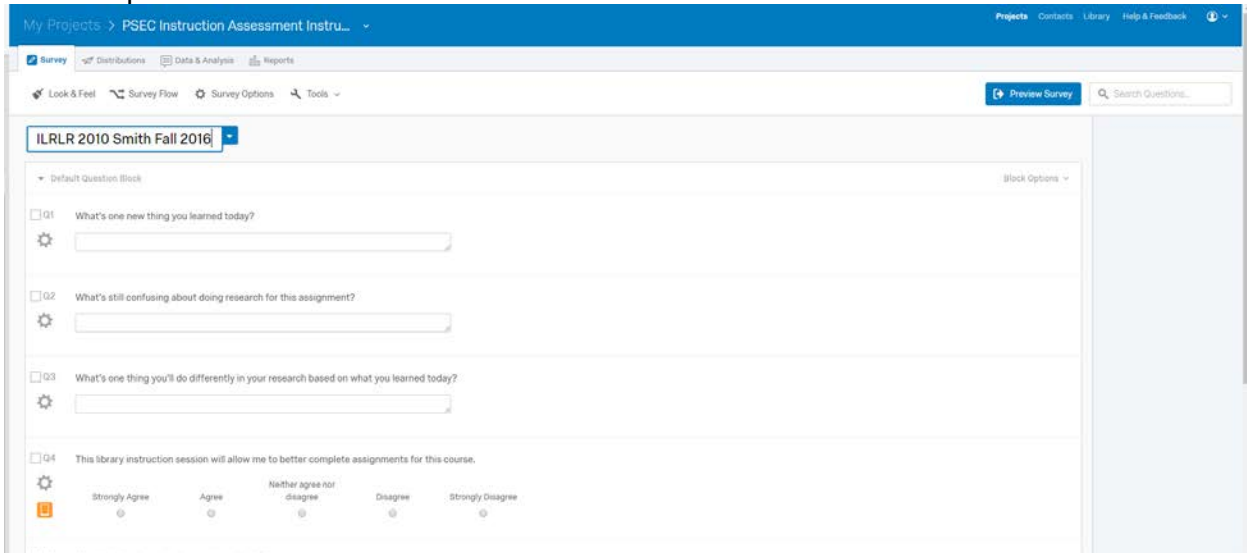 My Projects > PSEC Instruction Assessment Instru...
Projects Contacts Library Help & Feedback
Survey Distributions Data & Analysis Reports
Look & Feel Survey Flow Survey Options Tools
Preview Survey Search Questions...
ILRLR 2010 Smith Fall 2016
Default Question Block Block Options
Q1 What's one new thing you learned today?
Q2 What's still confusing about doing research for this assignment?
Q3 What's one thing you'll do differently in your research based on what you learned today?
Q4 This library instruction session will allow me to better complete assignments for this course.
Strongly Agree Agree Neither agree nor disagree Disagree Strongly Disagree